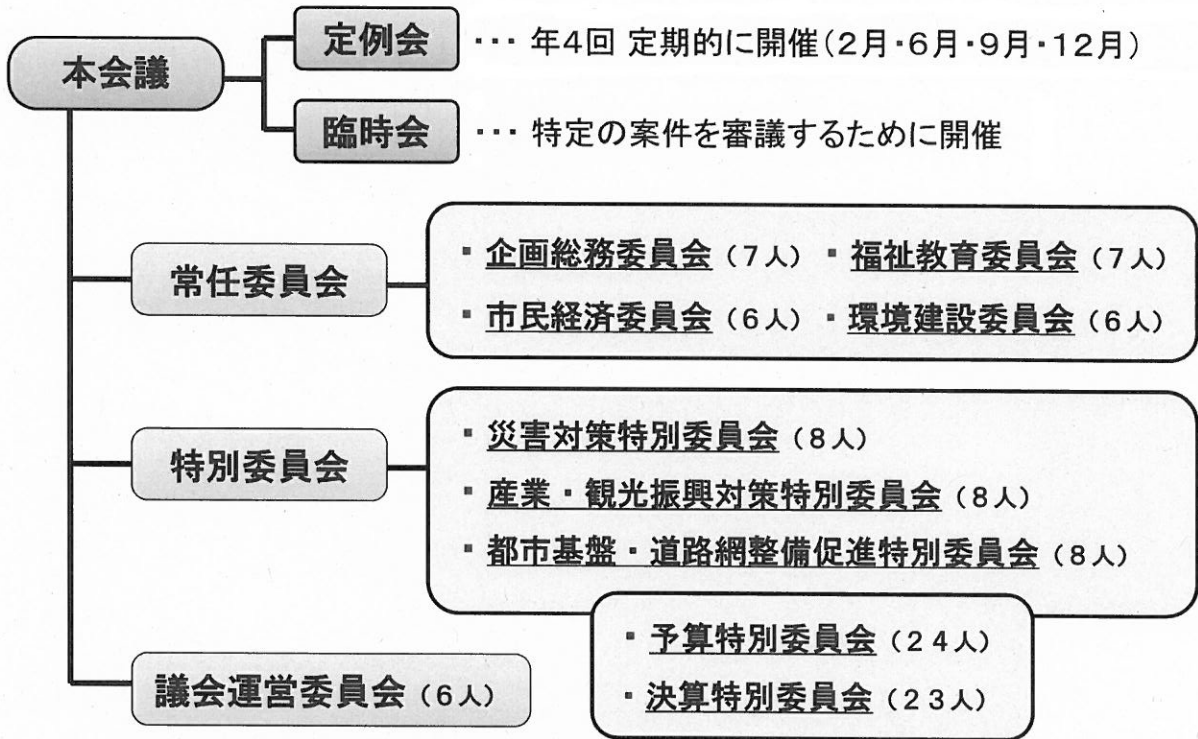 本会議
定例会 ･･･ 年4回 定期的に開催(2月･6月･9月･12月)
臨時会 ･･･ 特定の案件を審議するために開催
常任委員会
▪ 企画総務委員会（7人） ▪ 福祉教育委員会（7人）
▪ 市民経済委員会（6人） ▪ 環境建設委員会（6人）
特別委員会
▪ 災害対策特別委員会（8人）
▪ 産業・観光振興対策特別委員会（8人）
▪ 都市基盤・道路網整備促進特別委員会（8人）
▪ 予算特別委員会（24人）
▪ 決算特別委員会（23人）
議会運営委員会（6人）